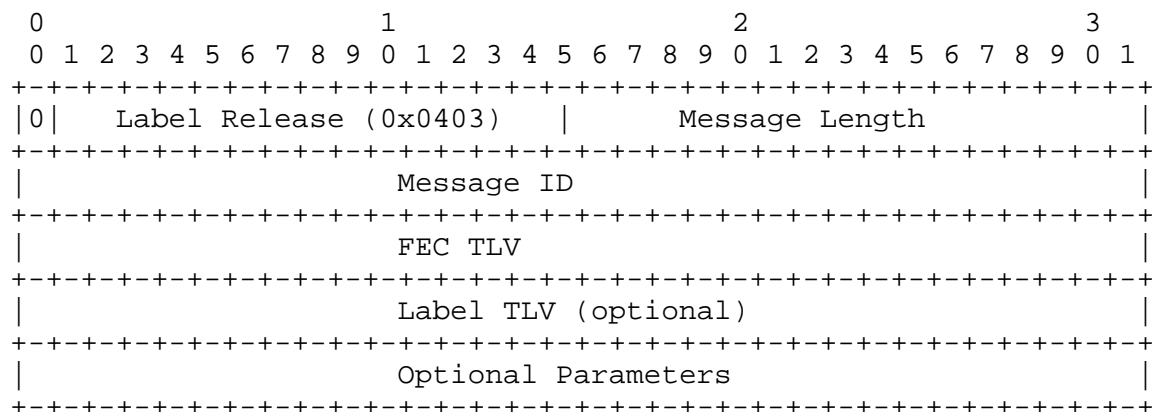 0                   1                   2                   3
 0 1 2 3 4 5 6 7 8 9 0 1 2 3 4 5 6 7 8 9 0 1 2 3 4 5 6 7 8 9 0 1
+-+-+-+-+-+-+-+-+-+-+-+-+-+-+-+-+-+-+-+-+-+-+-+-+-+-+-+-+-+-+-+-+
|0|   Label Release (0x0403)   |      Message Length            |
+-+-+-+-+-+-+-+-+-+-+-+-+-+-+-+-+-+-+-+-+-+-+-+-+-+-+-+-+-+-+-+-+
|                     Message ID                                |
+-+-+-+-+-+-+-+-+-+-+-+-+-+-+-+-+-+-+-+-+-+-+-+-+-+-+-+-+-+-+-+-+
|                     FEC TLV                                   |
+-+-+-+-+-+-+-+-+-+-+-+-+-+-+-+-+-+-+-+-+-+-+-+-+-+-+-+-+-+-+-+-+
|                     Label TLV (optional)                      |
+-+-+-+-+-+-+-+-+-+-+-+-+-+-+-+-+-+-+-+-+-+-+-+-+-+-+-+-+-+-+-+-+
|                     Optional Parameters                       |
+-+-+-+-+-+-+-+-+-+-+-+-+-+-+-+-+-+-+-+-+-+-+-+-+-+-+-+-+-+-+-+-+